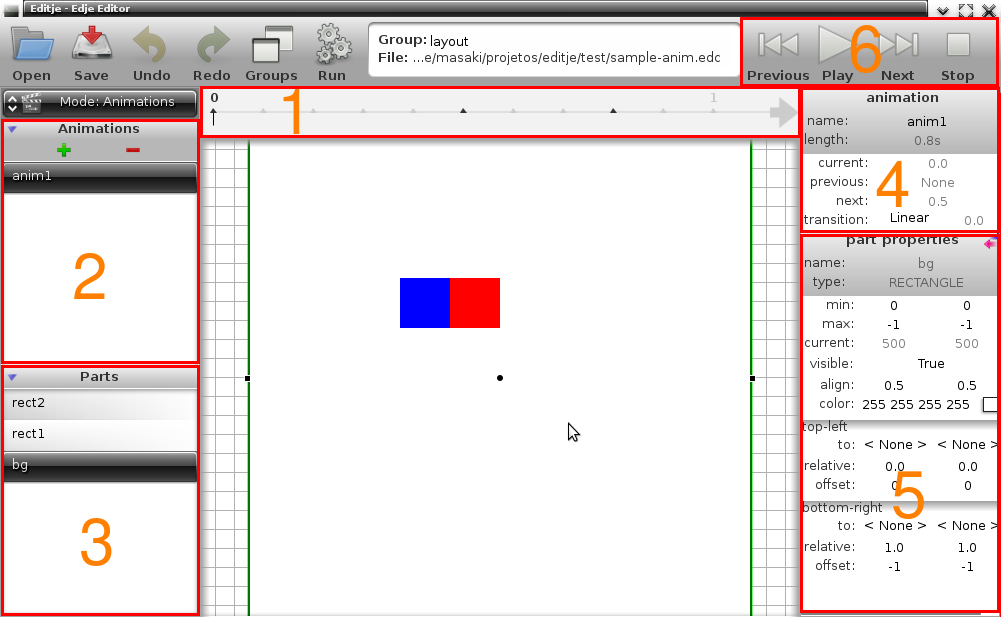 Editje - Edje Editor
Open Save Undo Redo Groups Run
Group: layout
File: ...e/masaki/projetos/editje/test/sample-anim.edc
Previous Play Next Stop
6
Mode: Animations
0 1
1
Animations
anim1
2
Parts
rect2
rect1
bg
3
animation
name: anim1
length: 0.8s
current: 0.0
previous: None
next: 0.5
transition: Linear 0.0
4
part properties
name: bg
type: RECTANGLE
min: 0 0
max: -1 -1
current: 500 500
visible: True
align: 0.5 0.5
color: 255 255 255 255
top-left
to: < None > < None >
relative: 0.0 0.0
offset: 0 0
5
bottom-right
to: < None > < None >
relative: 1.0 1.0
offset: -1 -1